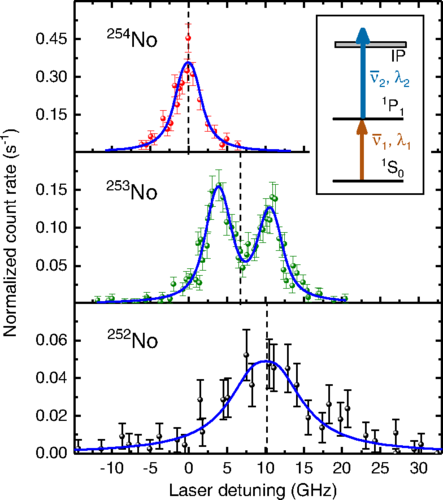 ²⁵⁴No
0.45
0.30
0.15
IP
ν̅₂, λ₂
¹P₁
ν̅₁, λ₁
¹S₀
²⁵³No
0.15
0.10
0.05
²⁵²No
0.06
0.04
0.02
0.00
-10 -5 0 5 10 15 20 25 30
Normalized count rate (s⁻¹)
Laser detuning (GHz)